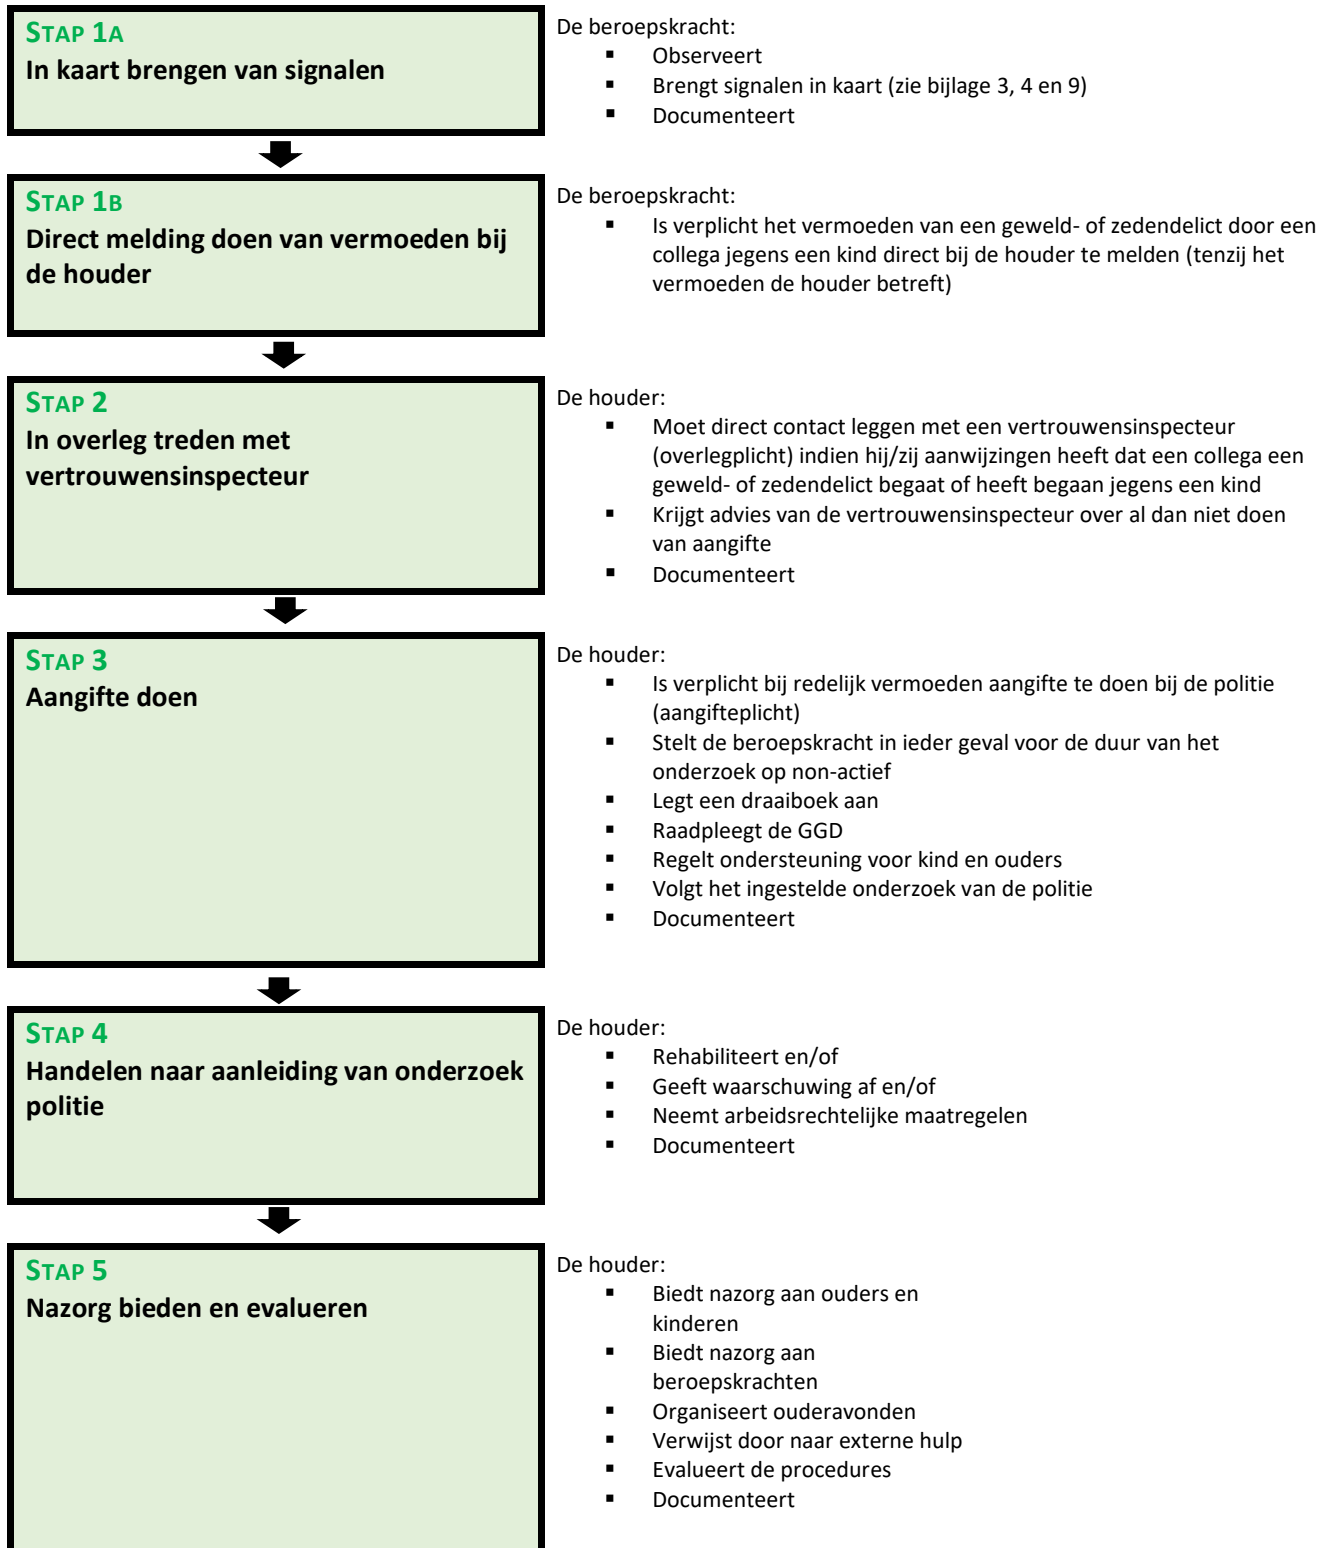 STAP 1A
In kaart brengen van signalen
De beroepskracht:
▪ Observeert
▪ Brengt signalen in kaart (zie bijlage 3, 4 en 9)
▪ Documenteert
STAP 1B
Direct melding doen van vermoeden bij
de houder
De beroepskracht:
▪ Is verplicht het vermoeden van een geweld- of zedendelict door een
collega jegens een kind direct bij de houder te melden (tenzij het
vermoeden de houder betreft)
STAP 2
In overleg treden met
vertrouwensinspecteur
De houder:
▪ Moet direct contact leggen met een vertrouwensinspecteur
(overlegplicht) indien hij/zij aanwijzingen heeft dat een collega een
geweld- of zedendelict begaat of heeft begaan jegens een kind
▪ Krijgt advies van de vertrouwensinspecteur over al dan niet doen
van aangifte
▪ Documenteert
STAP 3
Aangifte doen
De houder:
▪ Is verplicht bij redelijk vermoeden aangifte te doen bij de politie
(aangifteplicht)
▪ Stelt de beroepskracht in ieder geval voor de duur van het
onderzoek op non-actief
▪ Legt een draaiboek aan
▪ Raadpleegt de GGD
▪ Regelt ondersteuning voor kind en ouders
▪ Volgt het ingestelde onderzoek van de politie
▪ Documenteert
STAP 4
Handelen naar aanleiding van onderzoek
politie
De houder:
▪ Rehabiliteert en/of
▪ Geeft waarschuwing af en/of
▪ Neemt arbeidsrechtelijke maatregelen
▪ Documenteert
STAP 5
Nazorg bieden en evalueren
De houder:
▪ Biedt nazorg aan ouders en
kinderen
▪ Biedt nazorg aan
beroepskrachten
▪ Organiseert ouderavonden
▪ Verwijst door naar externe hulp
▪ Evalueert de procedures
▪ Documenteert